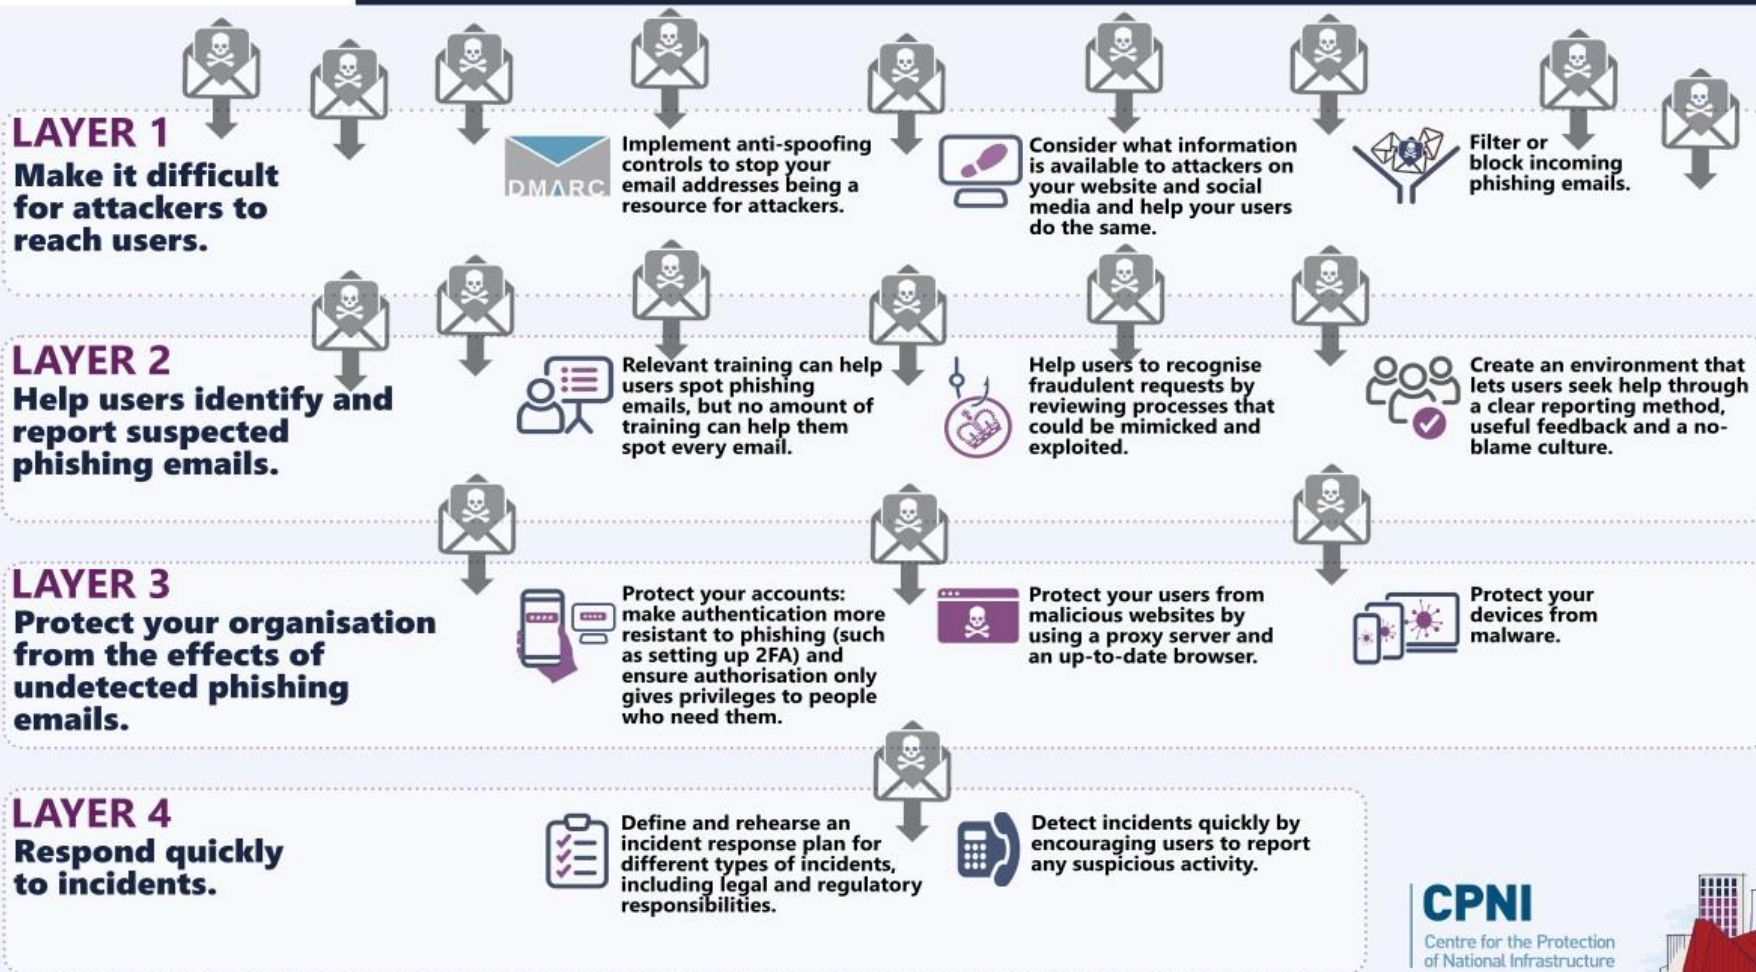 LAYER 1
Make it difficult
for attackers to
reach users.
DMARC
Implement anti-spoofing
controls to stop your
email addresses being a
resource for attackers.
Consider what information
is available to attackers on
your website and social
media and help your users
do the same.
Filter or
block incoming
phishing emails.
LAYER 2
Help users identify and
report suspected
phishing emails.
Relevant training can help
users spot phishing
emails, but no amount of
training can help them
spot every email.
Help users to recognise
fraudulent requests by
reviewing processes that
could be mimicked and
exploited.
Create an environment that
lets users seek help through
a clear reporting method,
useful feedback and a no-
blame culture.
LAYER 3
Protect your organisation
from the effects of
undetected phishing
emails.
Protect your accounts:
make authentication more
resistant to phishing (such
as setting up 2FA) and
ensure authorisation only
gives privileges to people
who need them.
Protect your users from
malicious websites by
using a proxy server and
an up-to-date browser.
Protect your
devices from
malware.
LAYER 4
Respond quickly
to incidents.
Define and rehearse an
incident response plan for
different types of incidents,
including legal and regulatory
responsibilities.
Detect incidents quickly by
encouraging users to report
any suspicious activity.
CPNI
Centre for the Protection
of National Infrastructure